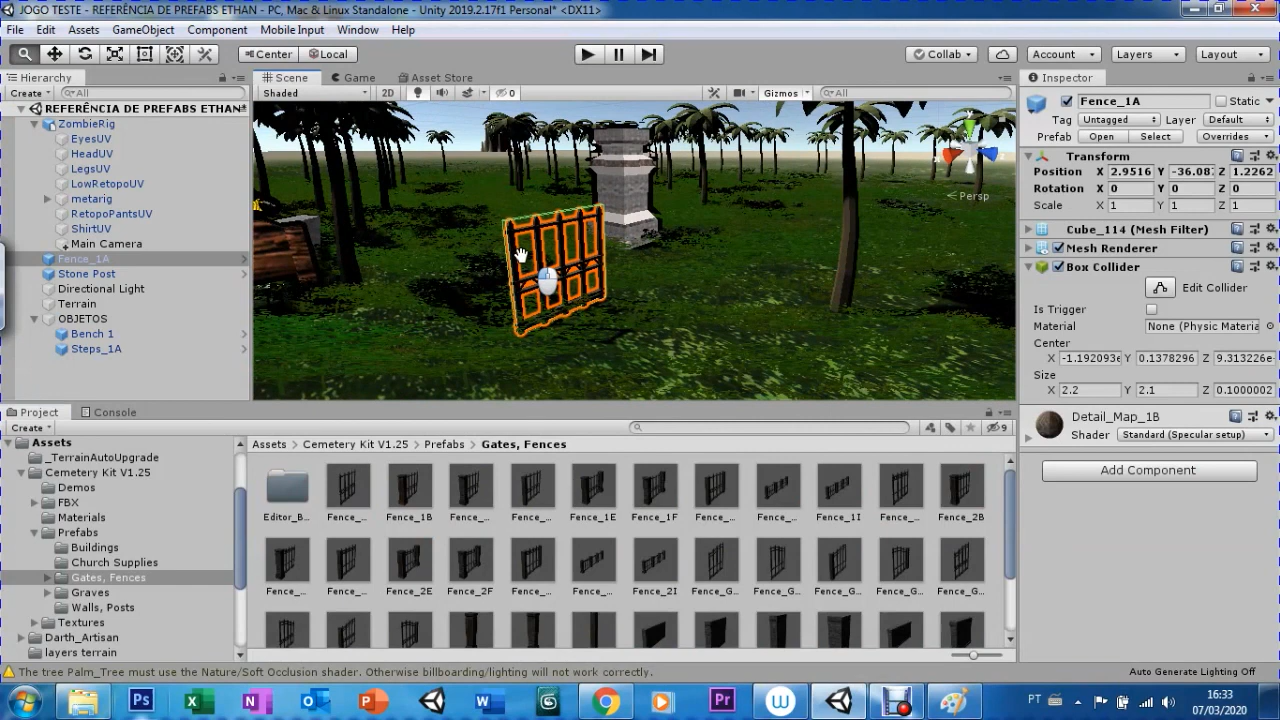 JOGO TESTE - REFERÊNCIA DE PREFABS ETHAN - PC, Mac & Linux Standalone - Unity 2019.2.17f1 Personal* <DX11>
File Edit Assets GameObject Component Mobile Input Window Help
Center Local Collab Account Layers Layout
Hierarchy Scene Game Asset Store Inspector
Create All Shaded 2D 0 Gizmos All
REFERÊNCIA DE PREFABS ETHAN*
ZombieRig
EyesUV
HeadUV
LegsUV
LowRetopoUV
metarig
RetopoPantsUV
ShirtUV
Main Camera
Fence_1A
Stone Post
Directional Light
Terrain
OBJETOS
Bench 1
Steps_1A
Persp
Fence_1A Static
Tag Untagged Layer Default
Prefab Open Select Overrides
Transform
Position X 2.9516 Y -36.087 Z 1.2262
Rotation X 0 Y 0 Z 0
Scale X 1 Y 1 Z 1
Cube_114 (Mesh Filter)
Mesh Renderer
Box Collider
Edit Collider
Is Trigger
Material None (Physic Materia
Center
X -1.192093e Y 0.1378296 Z 9.313226e
Size
X 2.2 Y 2.1 Z 0.1000002
Detail_Map_1B
Shader Standard (Specular setup)
Add Component
Project Console
Create 9
Assets
_TerrainAutoUpgrade
Cemetery Kit V1.25
Demos
FBX
Materials
Prefabs
Buildings
Church Supplies
Gates, Fences
Graves
Walls, Posts
Textures
Darth_Artisan
layers terrain
Assets Cemetery Kit V1.25 Prefabs Gates, Fences
Editor_B... Fence_... Fence_1B Fence_... Fence_... Fence_1E Fence_1F Fence_... Fence_... Fence_1I Fence_... Fence_2B
Fence_... Fence_... Fence_2E Fence_2F Fence_... Fence_... Fence_2I Fence_G... Fence_G... Fence_G... Fence_G... Fence_G...
The tree Palm_Tree must use the Nature/Soft Occlusion shader. Otherwise billboarding/lighting will not work correctly.
Auto Generate Lighting Off
Ps Pr W
PT 16:33
07/03/2020